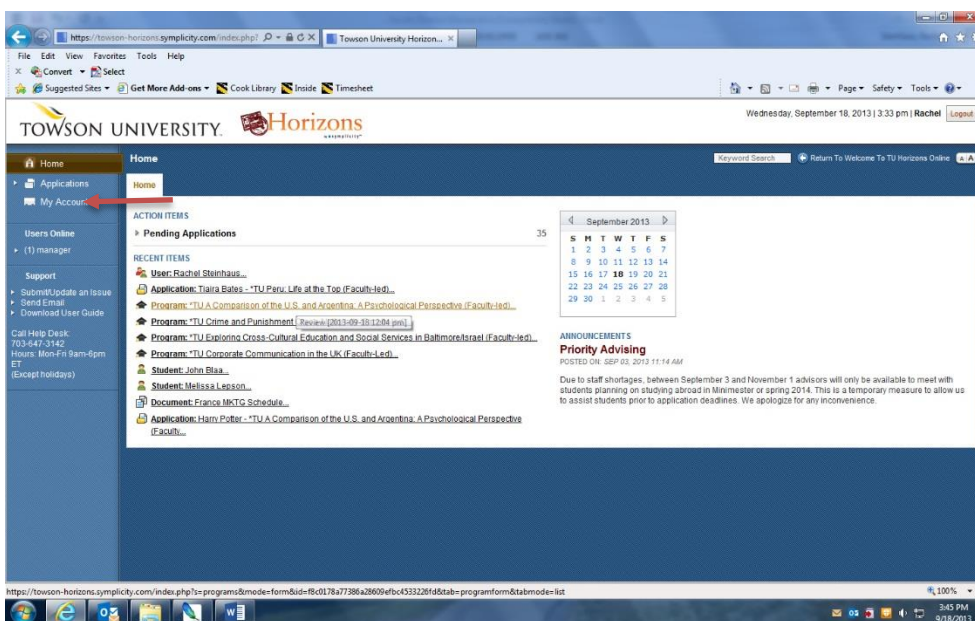 https://towson-horizons.symplicity.com/index.php?
Towson University Horizon...
File Edit View Favorites Tools Help
Convert Select
Suggested Sites Get More Add-ons Cook Library Inside Timesheet
Page Safety Tools
TOWSON UNIVERSITY. Horizons
Wednesday, September 18, 2013 | 3:33 pm | Rachel Logout
Home
Applications
My Account
Users Online
(1) manager
Support
Submit/Update an Issue
Send Email
Download User Guide
Call Help Desk:
703-647-3142
Hours: Mon-Fri 9am-6pm
ET
(Except holidays)
Home
Keyword Search Return To Welcome To TU Horizons Online A A
Home
ACTION ITEMS
Pending Applications 35
RECENT ITEMS
User: Rachel Steinhaus...
Application: Tiaira Bates - *TU Peru: Life at the Top (Faculty-led)...
Program: *TU A Comparison of the U.S. and Argentina: A Psychological Perspective (Faculty-led)...
Program: *TU Crime and Punishment
Review [2013-09-18 12:04 pm]
Program: *TU Exploring Cross-Cultural Education and Social Services in Baltimore/Israel (Faculty-led)...
Program: *TU Corporate Communication in the UK (Faculty-Led)...
Student: John Blaa...
Student: Melissa Lepson...
Document: France MKTG Schedule...
Application: Harry Potter - *TU A Comparison of the U.S. and Argentina: A Psychological Perspective
(Faculty...
September 2013
S M T W T F S
1 2 3 4 5 6 7
8 9 10 11 12 13 14
15 16 17 18 19 20 21
22 23 24 25 26 27 28
29 30 1 2 3 4 5
ANNOUNCEMENTS
Priority Advising
POSTED ON: SEP 03, 2013 11:14 AM
Due to staff shortages, between September 3 and November 1 advisors will only be available to meet with
students planning on studying abroad in Minimester or spring 2014. This is a temporary measure to allow us
to assist students prior to application deadlines. We apologize for any inconvenience.
https://towson-horizons.symplicity.com/index.php?s=programs&mode=form&id=f8c0178a77386a28609efbc4533226fd&tab=programform&tabmode=list
100%
3:45 PM
9/18/2013